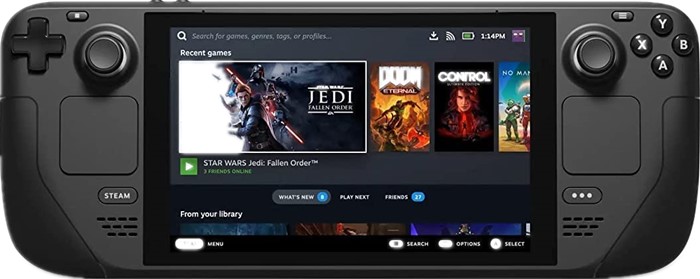 Search for games, genres, tags, or profiles...
1:14PM
Recent games
STAR WARS
JEDI
FALLEN ORDER
DOOM
ETERNAL
CONTROL
ULTIMATE EDITION
NO MAN
STAR WARS Jedi: Fallen Order™
3 FRIENDS ONLINE
WHAT'S NEW 8 PLAY NEXT FRIENDS 27
From your library
MENU SEARCH OPTIONS SELECT
STEAM
Y
X B
A